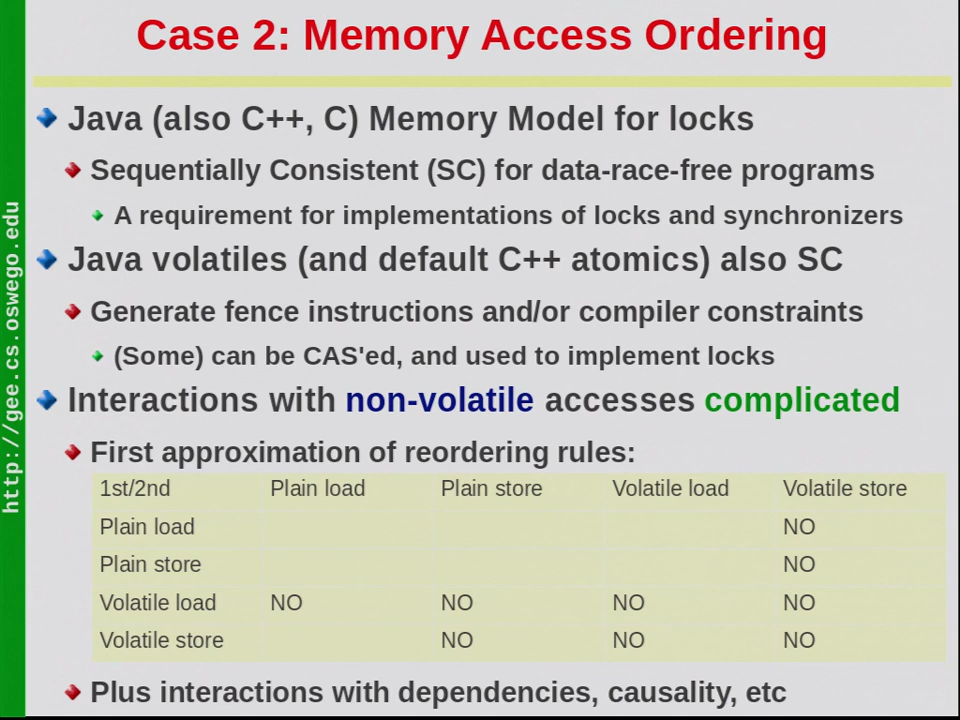 Case 2: Memory Access Ordering
Java (also C++, C) Memory Model for locks
Sequentially Consistent (SC) for data-race-free programs
A requirement for implementations of locks and synchronizers
Java volatiles (and default C++ atomics) also SC
Generate fence instructions and/or compiler constraints
(Some) can be CAS'ed, and used to implement locks
Interactions with non-volatile accesses complicated
First approximation of reordering rules:
1st/2nd Plain load Plain store Volatile load Volatile store
Plain load NO
Plain store NO
Volatile load NO NO NO NO
Volatile store NO NO NO
Plus interactions with dependencies, causality, etc
http://gee.cs.oswego.edu